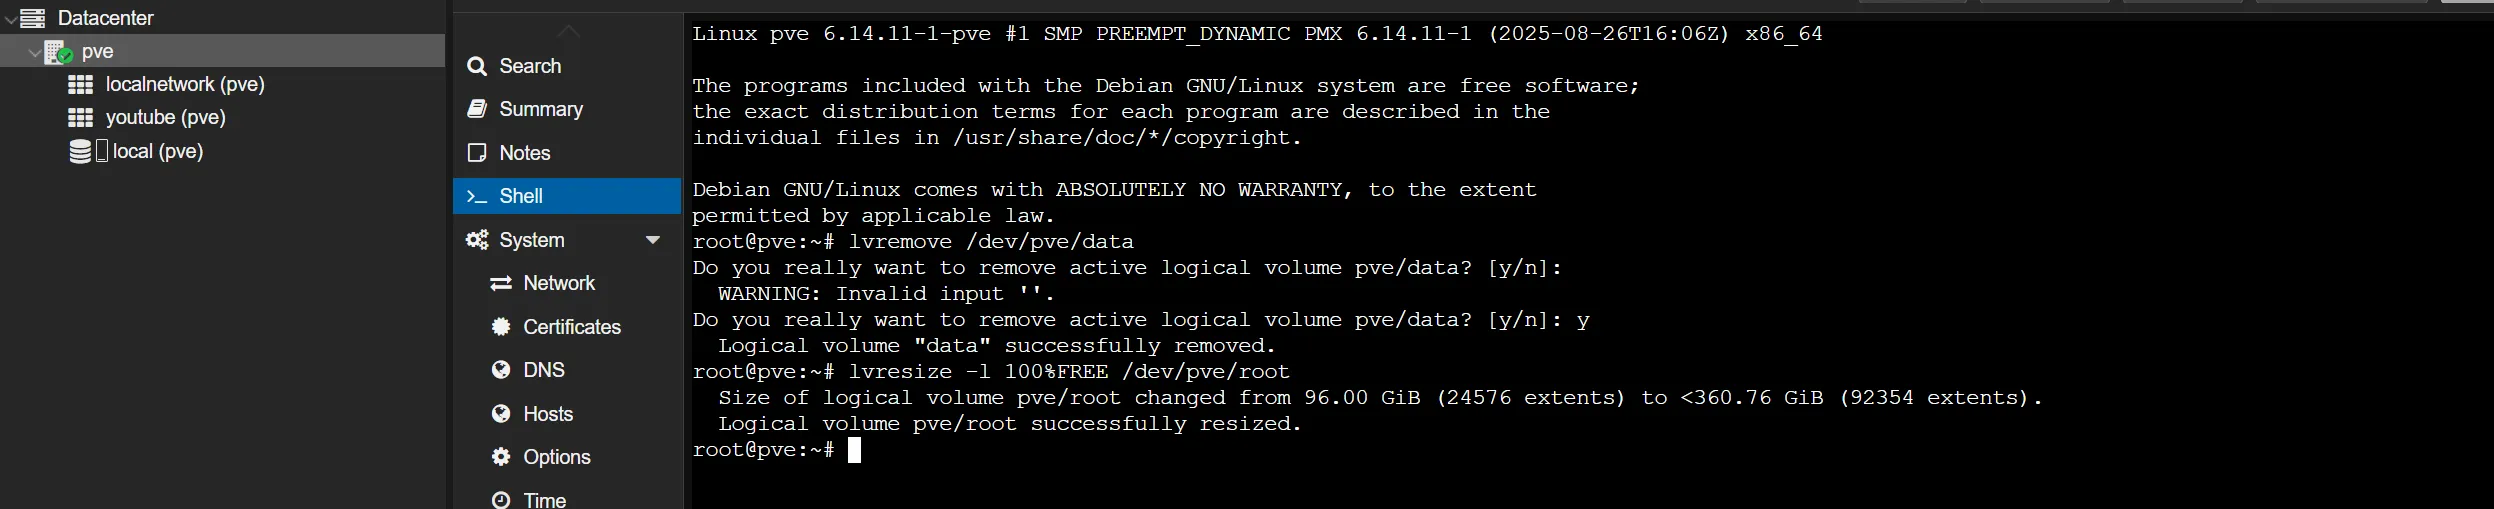 Datacenter
pve
localnetwork (pve)
youtube (pve)
local (pve)
Search
Summary
Notes
Shell
System
Network
Certificates
DNS
Hosts
Options
Time
Linux pve 6.14.11-1-pve #1 SMP PREEMPT_DYNAMIC PMX 6.14.11-1 (2025-08-26T16:06Z) x86_64
The programs included with the Debian GNU/Linux system are free software;
the exact distribution terms for each program are described in the
individual files in /usr/share/doc/*/copyright.
Debian GNU/Linux comes with ABSOLUTELY NO WARRANTY, to the extent
permitted by applicable law.
root@pve:~# lvremove /dev/pve/data
Do you really want to remove active logical volume pve/data? [y/n]:
WARNING: Invalid input ''.
Do you really want to remove active logical volume pve/data? [y/n]: y
Logical volume "data" successfully removed.
root@pve:~# lvresize -l 100%FREE /dev/pve/root
Size of logical volume pve/root changed from 96.00 GiB (24576 extents) to <360.76 GiB (92354 extents).
Logical volume pve/root successfully resized.
root@pve:~#